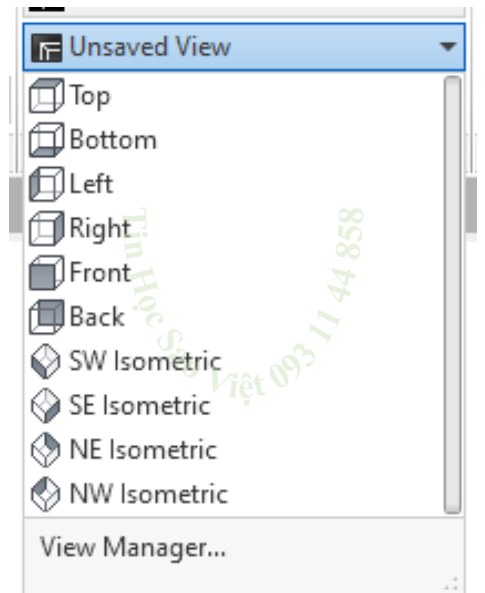 Unsaved View
Top
Bottom
Left
Right
Front
Back
SW Isometric
SE Isometric
NE Isometric
NW Isometric
View Manager...
Tin Học Sao Việt 093 11 44 858